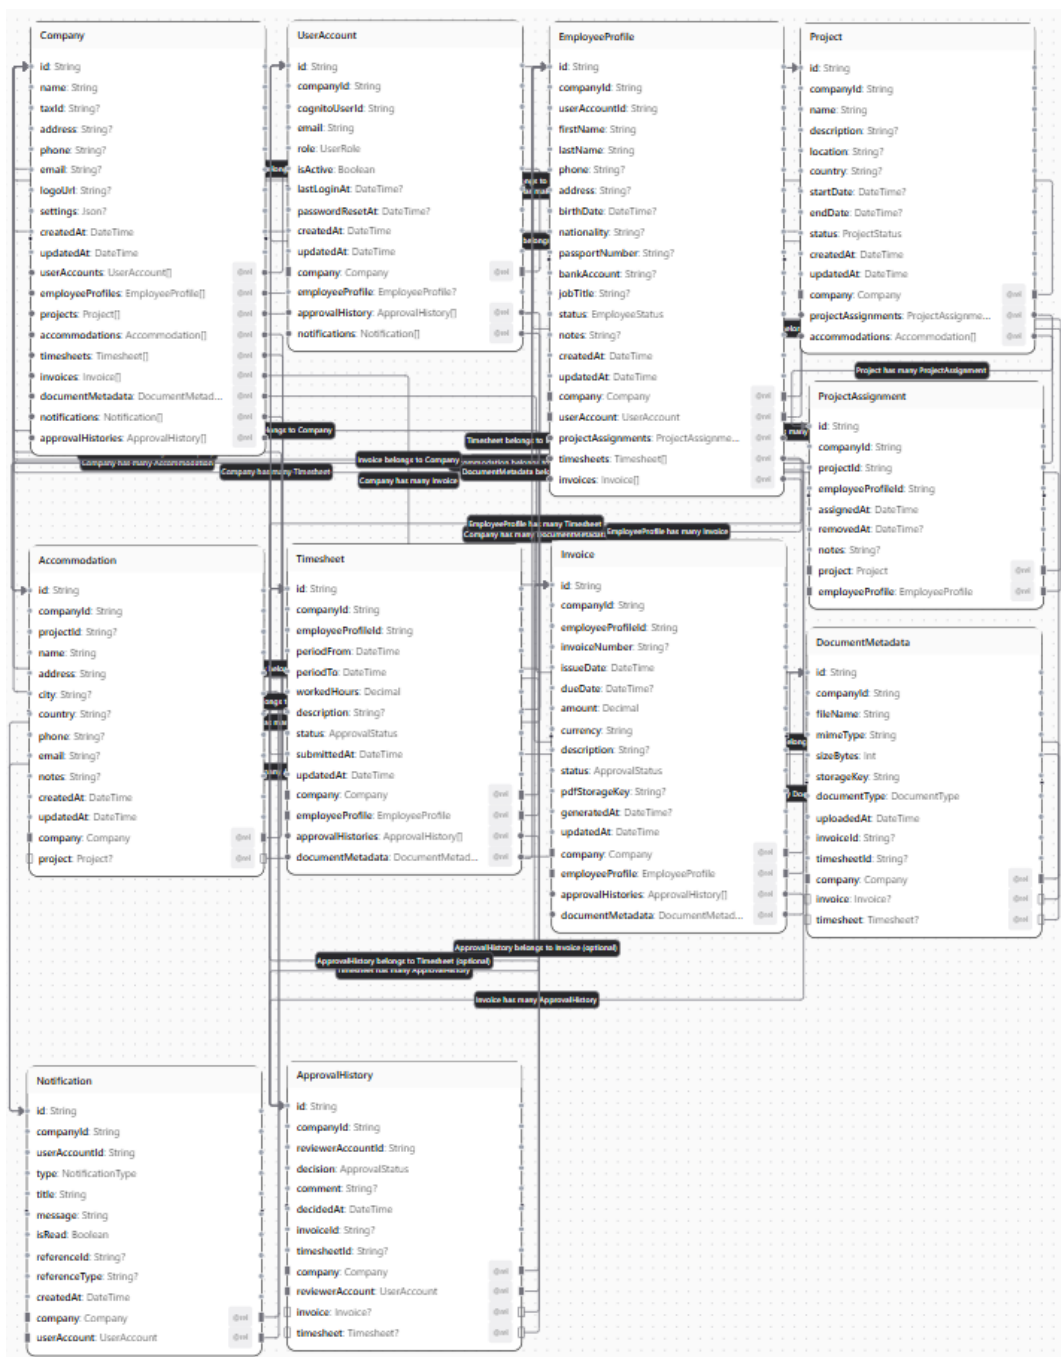 Company
id: String
name: String
taxId: String?
address: String?
phone: String?
email: String?
logoUrl: String?
settings: Json?
createdAt: DateTime
updatedAt: DateTime
userAccounts: UserAccount[]
employeeProfiles: EmployeeProfile[]
projects: Project[]
accommodations: Accommodation[]
timesheets: Timesheet[]
invoices: Invoice[]
documentMetadata: DocumentMetad...
notifications: Notification[]
approvalHistories: ApprovalHistory[]
UserAccount
id: String
companyId: String
cognitoUserId: String
email: String
role: UserRole
isActive: Boolean
lastLoginAt: DateTime?
passwordResetAt: DateTime?
createdAt: DateTime
updatedAt: DateTime
company: Company
employeeProfile: EmployeeProfile?
approvalHistory: ApprovalHistory[]
notifications: Notification[]
EmployeeProfile
id: String
companyId: String
userAccountId: String
firstName: String
lastName: String
phone: String?
address: String?
birthDate: DateTime?
nationality: String?
passportNumber: String?
bankAccount: String?
jobTitle: String?
status: EmployeeStatus
notes: String?
createdAt: DateTime
updatedAt: DateTime
company: Company
userAccount: UserAccount
projectAssignments: ProjectAssignme...
timesheets: Timesheet[]
invoices: Invoice[]
Project
id: String
companyId: String
name: String
description: String?
location: String?
country: String?
startDate: DateTime?
endDate: DateTime?
status: ProjectStatus
createdAt: DateTime
updatedAt: DateTime
company: Company
projectAssignments: ProjectAssignme...
accommodations: Accommodation[]
Project has many ProjectAssignment
ProjectAssignment
id: String
companyId: String
projectId: String
employeeProfileId: String
assignedAt: DateTime
removedAt: DateTime?
notes: String?
project: Project
employeeProfile: EmployeeProfile
ongs to Company
Timesheet belongs to
Company has many Accommodation
Invoice belongs to Company
Company has many Timesheet
Company has many Invoice
DocumentMetadata belo
EmployeeProfile has many Timesheet
Company has many DocumentMetadata
EmployeeProfile has many Invoice
Accommodation
id: String
companyId: String
projectId: String?
name: String
address: String
city: String?
country: String?
phone: String?
email: String?
notes: String?
createdAt: DateTime
updatedAt: DateTime
company: Company
project: Project?
Timesheet
id: String
companyId: String
employeeProfileId: String
periodFrom: DateTime
periodTo: DateTime
workedHours: Decimal
description: String?
status: ApprovalStatus
submittedAt: DateTime
updatedAt: DateTime
company: Company
employeeProfile: EmployeeProfile
approvalHistories: ApprovalHistory[]
documentMetadata: DocumentMetad...
Invoice
id: String
companyId: String
employeeProfileId: String
invoiceNumber: String?
issueDate: DateTime
dueDate: DateTime?
amount: Decimal
currency: String
description: String?
status: ApprovalStatus
pdfStorageKey: String?
generatedAt: DateTime?
updatedAt: DateTime
company: Company
employeeProfile: EmployeeProfile
approvalHistories: ApprovalHistory[]
documentMetadata: DocumentMetad...
DocumentMetadata
id: String
companyId: String
fileName: String
mimeType: String
sizeBytes: Int
storageKey: String
documentType: DocumentType
uploadedAt: DateTime
invoiceId: String?
timesheetId: String?
company: Company
invoice: Invoice?
timesheet: Timesheet?
ApprovalHistory belongs to Invoice (optional)
ApprovalHistory belongs to Timesheet (optional)
Timesheet has many ApprovalHistory
Invoice has many ApprovalHistory
Notification
id: String
companyId: String
userAccountId: String
type: NotificationType
title: String
message: String
isRead: Boolean
referenceId: String?
referenceType: String?
createdAt: DateTime
company: Company
userAccount: UserAccount
ApprovalHistory
id: String
companyId: String
reviewerAccountId: String
decision: ApprovalStatus
comment: String?
decidedAt: DateTime
invoiceId: String?
timesheetId: String?
company: Company
reviewerAccount: UserAccount
invoice: Invoice?
timesheet: Timesheet?